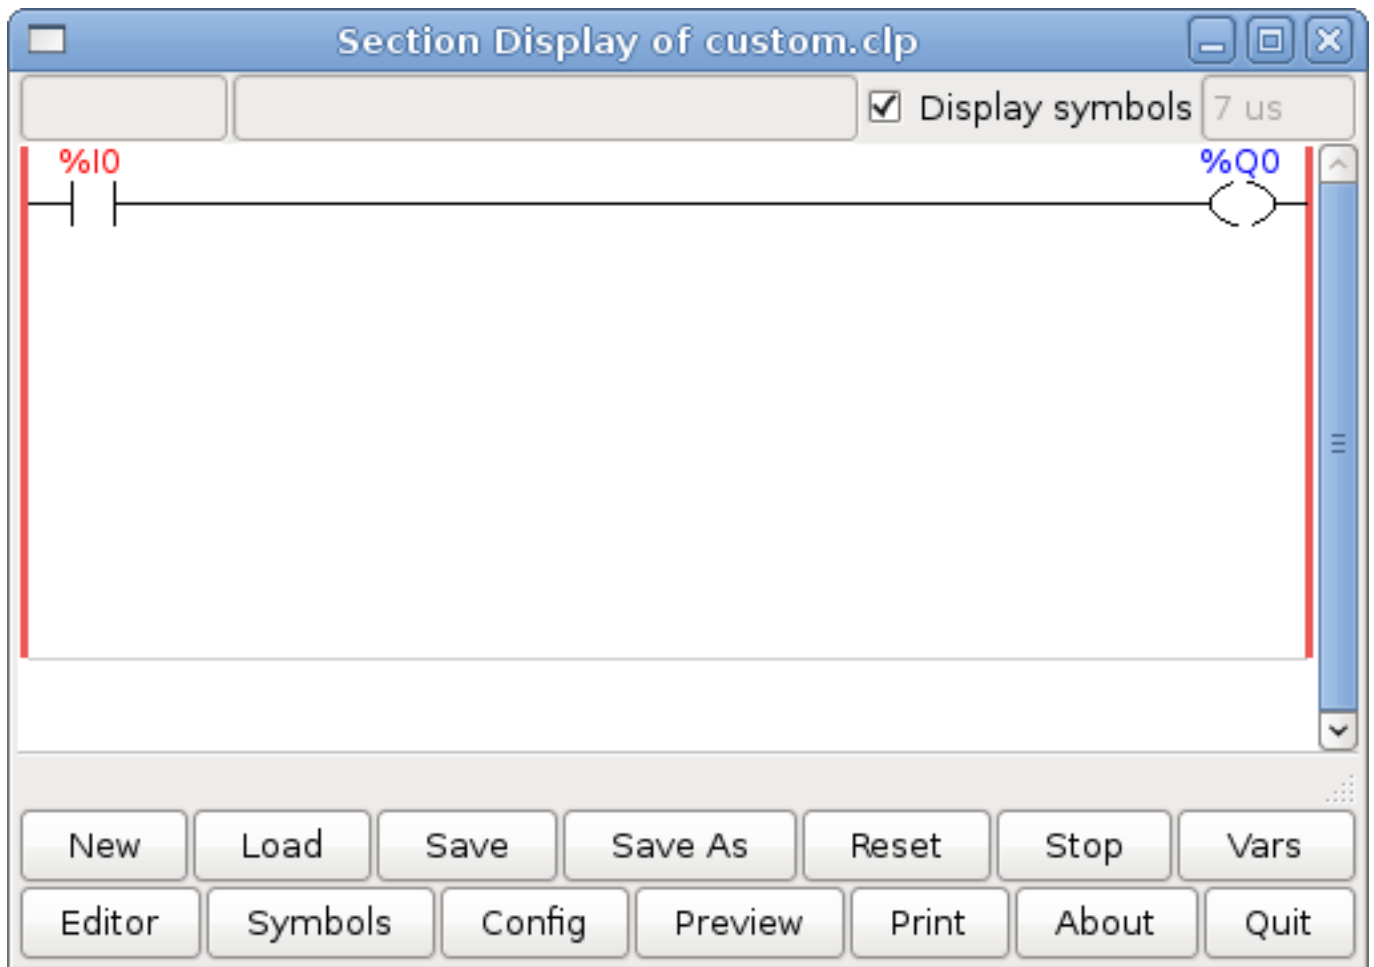 Section Display of custom.clp
Display symbols 7 us
%I0 %Q0
New Load Save Save As Reset Stop Vars
Editor Symbols Config Preview Print About Quit